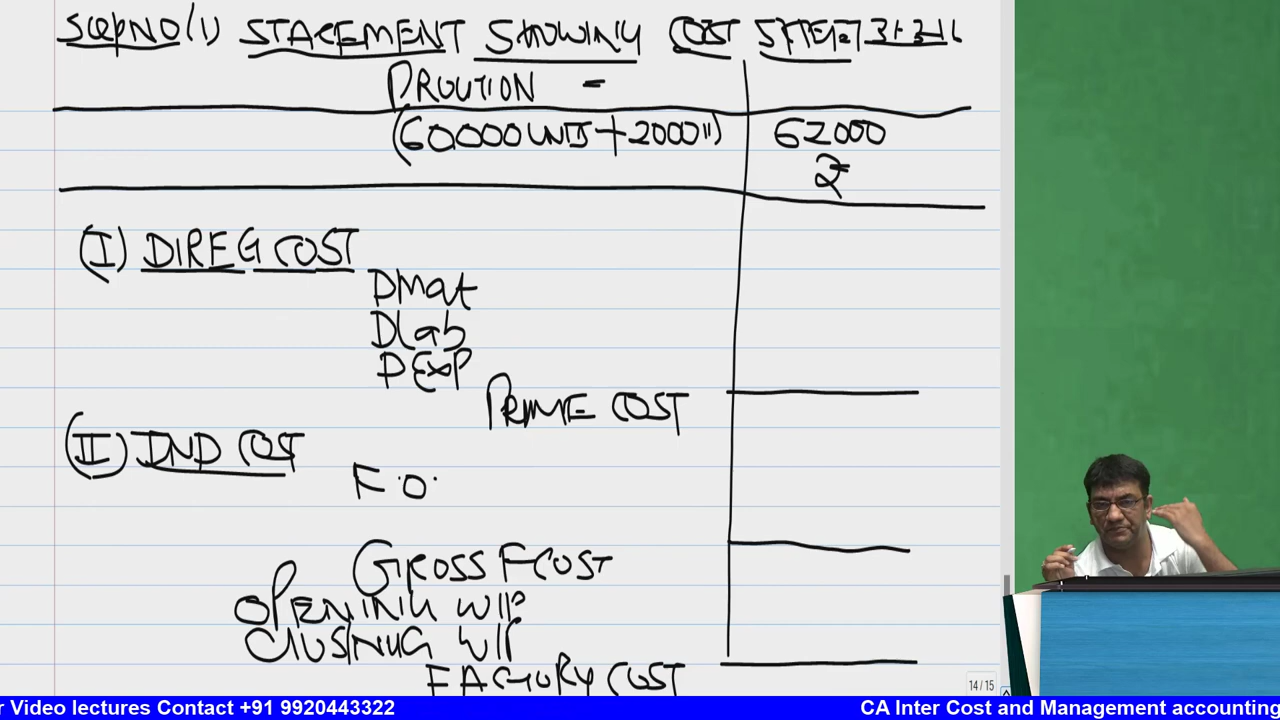 STATEMENT SHOWING COST
PRODUTION =
(60000 UNITS + 2000 ") 62000
₹
(I) DIRECT COST
DMat
DLab
DEXP
PRIME COST
(II) IND COST
F.O.
GROSS F COST
OPENING WIP
CLOSING WIP
FACTORY COST
14 / 15
r Video lectures Contact +91 9920443322
CA Inter Cost and Management accounting